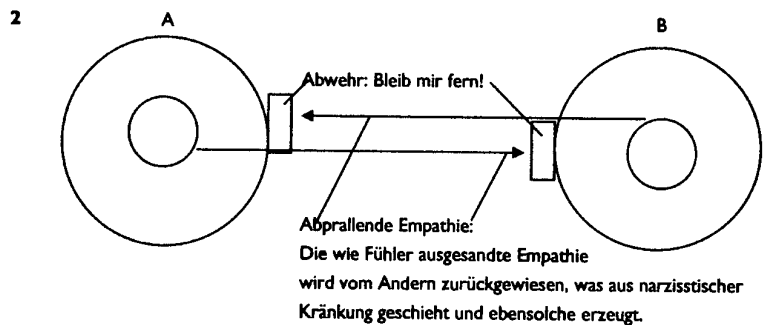 2
A
B
Abwehr: Bleib mir fern!
Abprallende Empathie:
Die wie Fühler ausgesandte Empathie
wird vom Andern zurückgewiesen, was aus narzisstischer
Kränkung geschieht und ebensolche erzeugt.